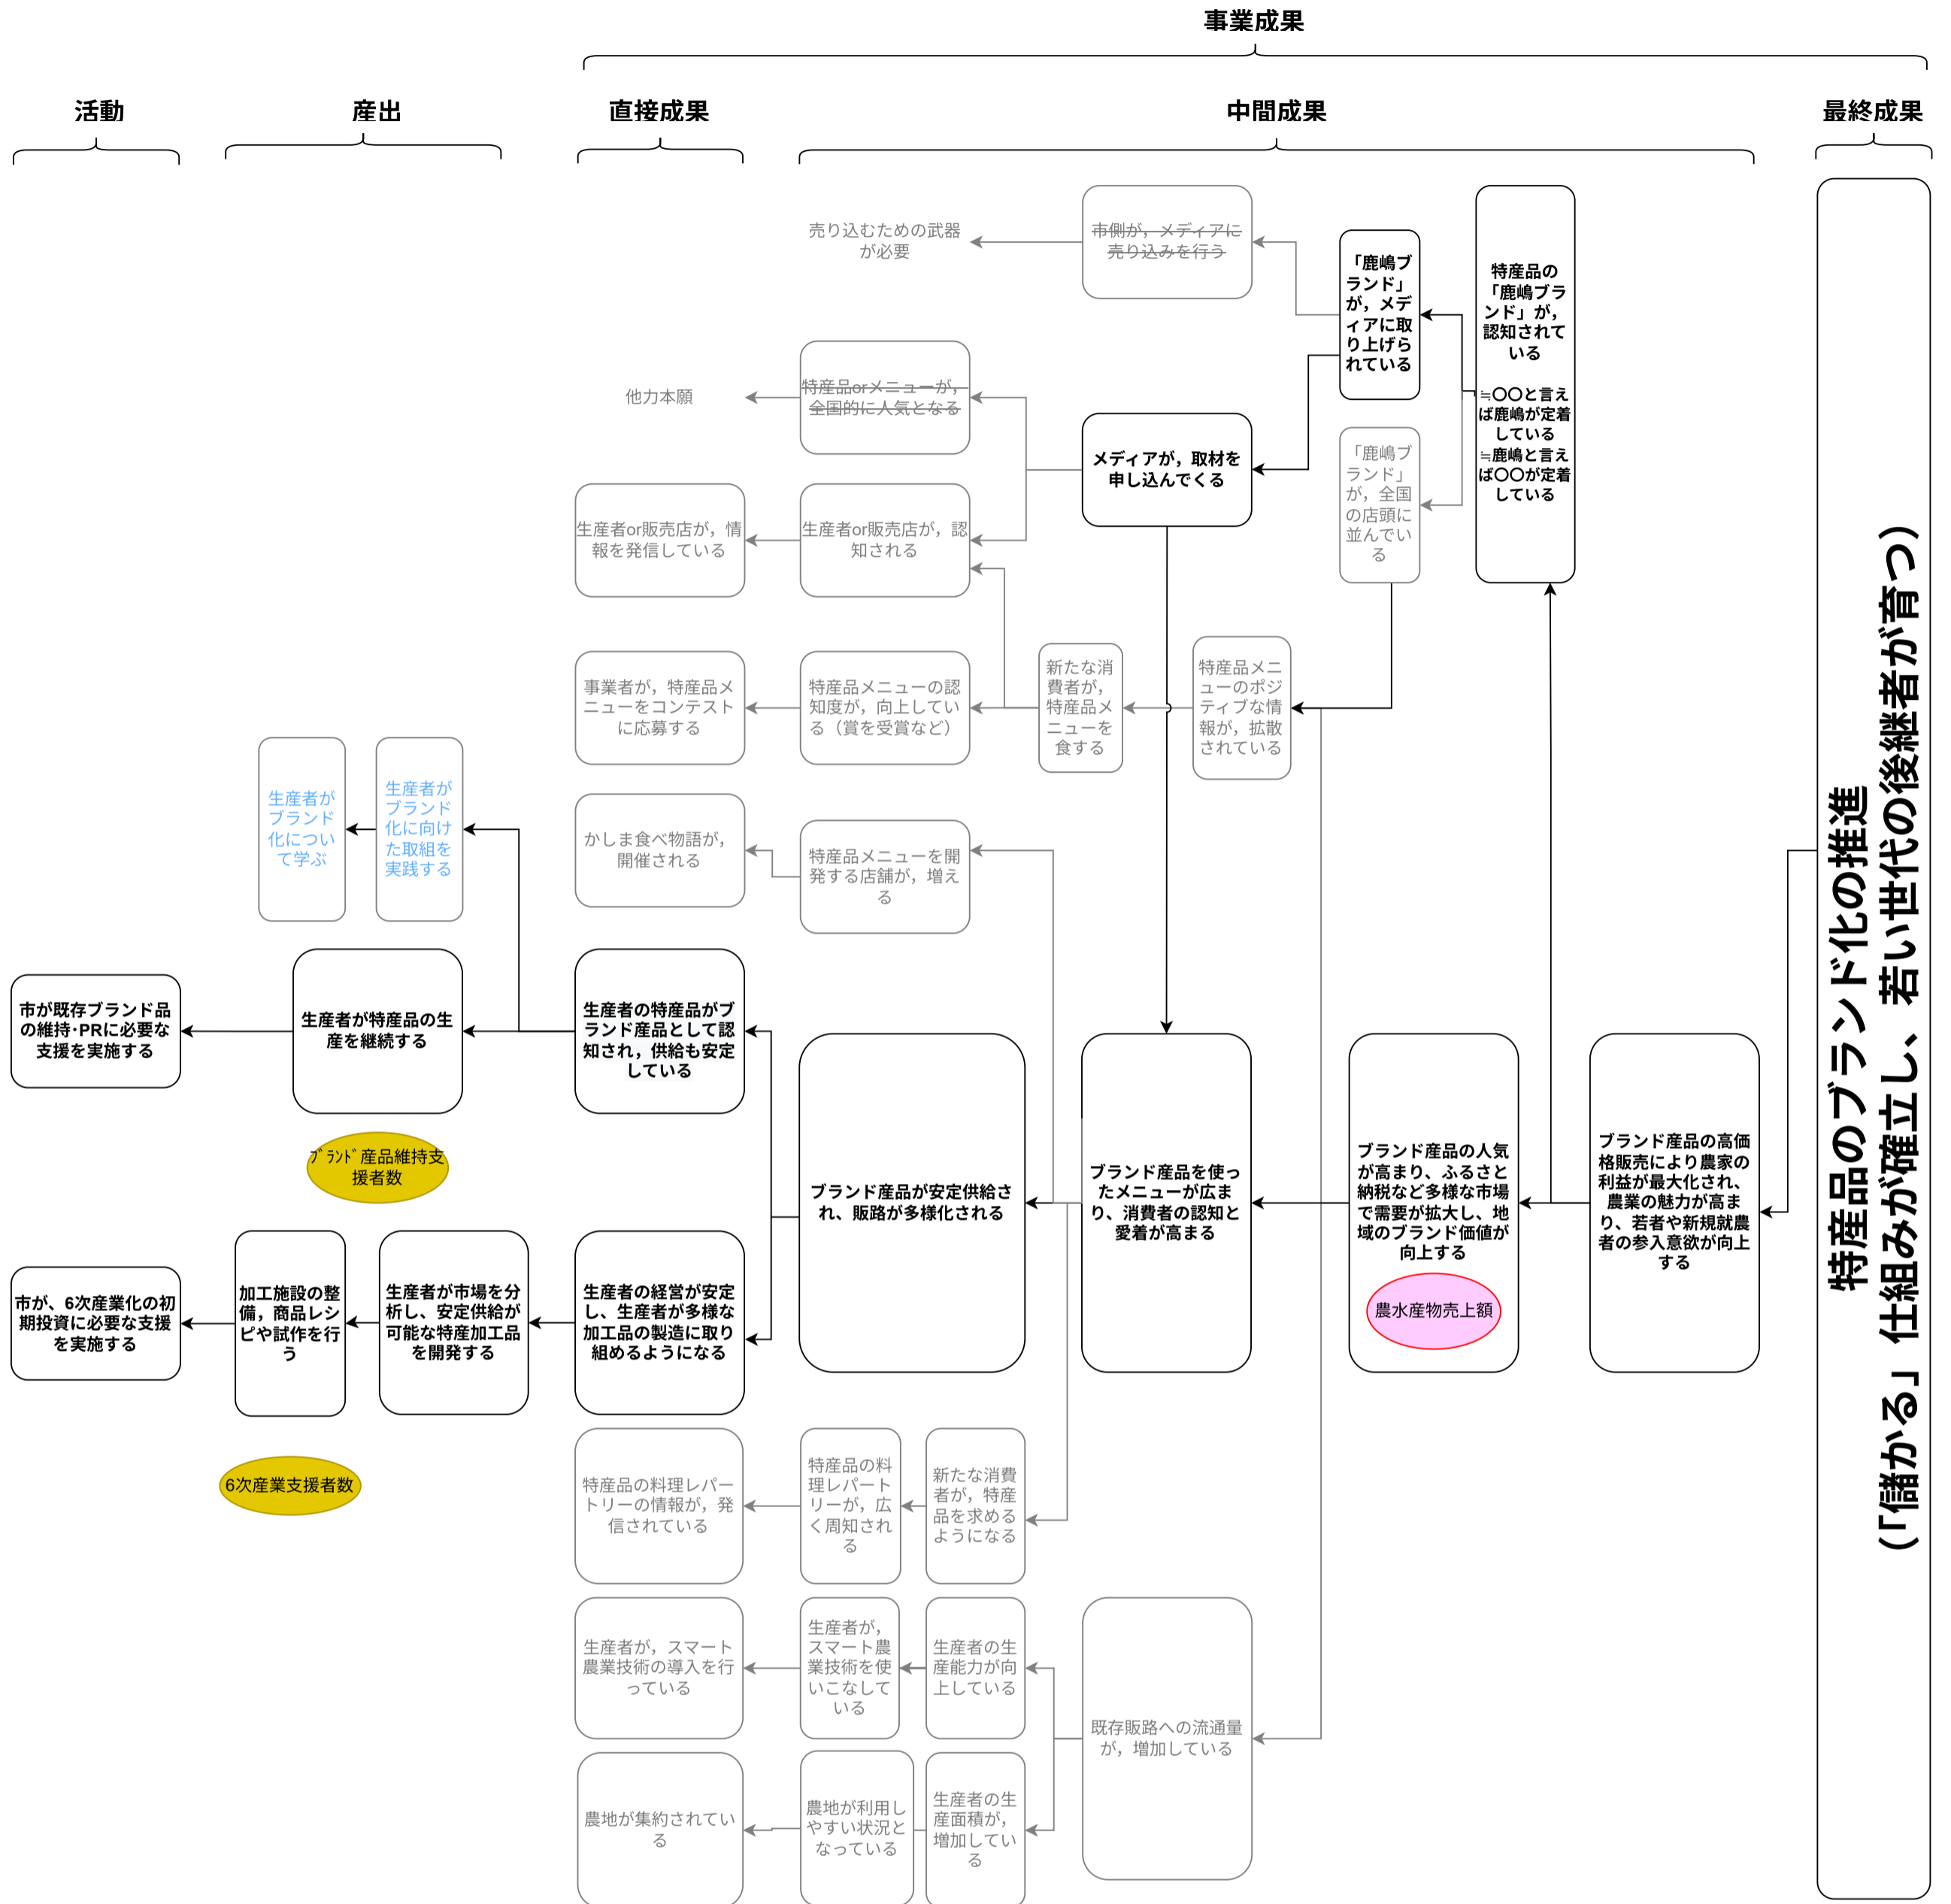 事業成果
活動
産出
直接成果
中間成果
最終成果
売り込むための武器
が必要
市側が，メディアに
売り込みを行う
「鹿嶋ブ
ランド」
が，メデ
ィアに取
り上げら
れている
特産品の
「鹿嶋ブラ
ンド」が，
認知されて
いる
≒〇〇と言え
ば鹿嶋が定着
している
≒鹿嶋と言え
ば〇〇が定着
している
他力本願
特産品orメニューが，
全国的に人気となる
メディアが，取材を
申し込んでくる
「鹿嶋ブ
ランド」
が，全国
の店頭に
並んでい
る
生産者or販売店が，情
報を発信している
生産者or販売店が，認
知される
事業者が，特産品メ
ニューをコンテスト
に応募する
特産品メニューの認
知度が，向上してい
る（賞を受賞など）
新たな消
費者が，
特産品メ
ニューを
食する
特産品メニ
ューのポジ
ティブな情
報が，拡散
されている
生産者が
ブランド
化につい
て学ぶ
生産者が
ブランド
化に向け
た取組を
実践する
かしま食べ物語が，
開催される
特産品メニューを開
発する店舗が，増え
る
市が既存ブランド品
の維持･PRに必要な
支援を実施する
生産者が特産品の生
産を継続する
生産者の特産品がブ
ランド産品として認
知され，供給も安定
している
ﾌﾞﾗﾝﾄﾞ産品維持支
援者数
ブランド産品が安定供給さ
れ、販路が多様化される
ブランド産品を使っ
たメニューが広ま
り、消費者の認知と
愛着が高まる
ブランド産品の人気
が高まり、ふるさと
納税など多様な市場
で需要が拡大し、地
域のブランド価値が
向上する
農水産物売上額
ブランド産品の高価
格販売により農家の
利益が最大化され、
農業の魅力が高ま
り、若者や新規就農
者の参入意欲が向上
する
特産品のブランド化の推進
（「儲かる」仕組みが確立し、若い世代の後継者が育つ）
市が、6次産業化の初
期投資に必要な支援
を実施する
加工施設の整
備，商品レシ
ピや試作を行
う
生産者が市場を分
析し、安定供給が
可能な特産加工品
を開発する
生産者の経営が安定
し、生産者が多様な
加工品の製造に取り
組めるようになる
6次産業支援者数
特産品の料理レパー
トリーの情報が，発
信されている
特産品の料
理レパート
リーが，広
く周知され
る
新たな消費
者が，特産
品を求める
ようになる
生産者が，スマート
農業技術の導入を行
っている
生産者が，
スマート農
業技術を使
いこなして
いる
生産者の生
産能力が向
上している
既存販路への流通量
が，増加している
農地が集約されてい
る
農地が利用し
やすい状況と
なっている
生産者の生
産面積が，
増加してい
る